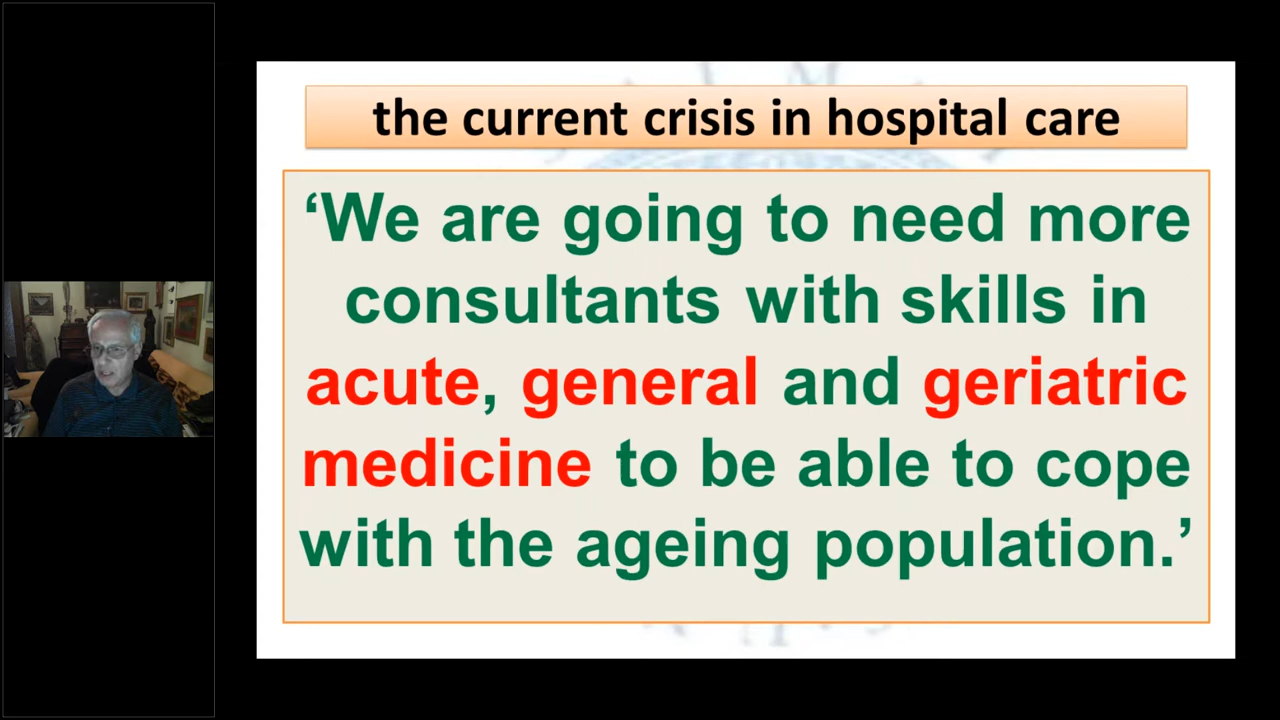 the current crisis in hospital care
‘We are going to need more
consultants with skills in
acute, general and geriatric
medicine to be able to cope
with the ageing population.’